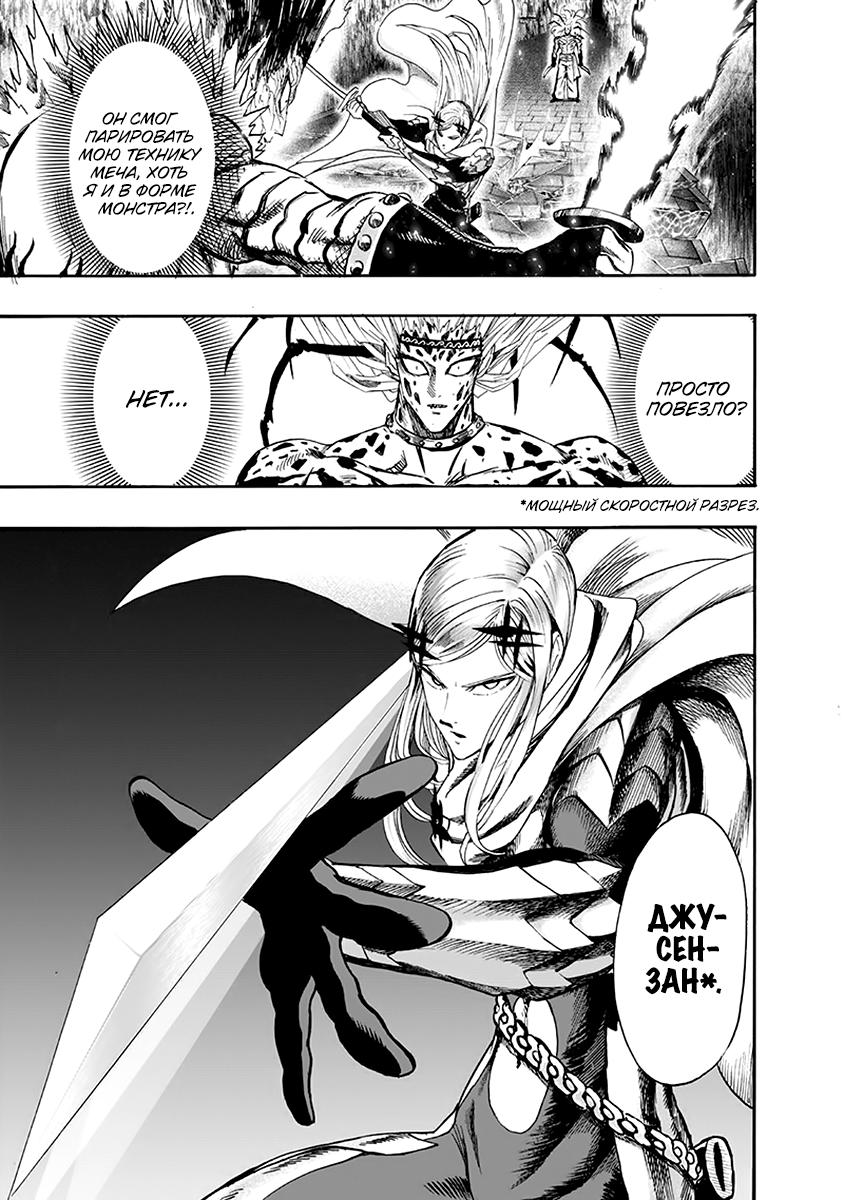 ОН СМОГ
ПАРИРОВАТЬ
МОЮ ТЕХНИКУ
МЕЧА, ХОТЬ
Я И В ФОРМЕ
МОНСТРА?!.
ПРОСТО
ПОВЕЗЛО?
НЕТ...
*МОЩНЫЙ СКОРОСТНОЙ РАЗРЕЗ.
ДЖУ-
СЕН-
ЗАН*.